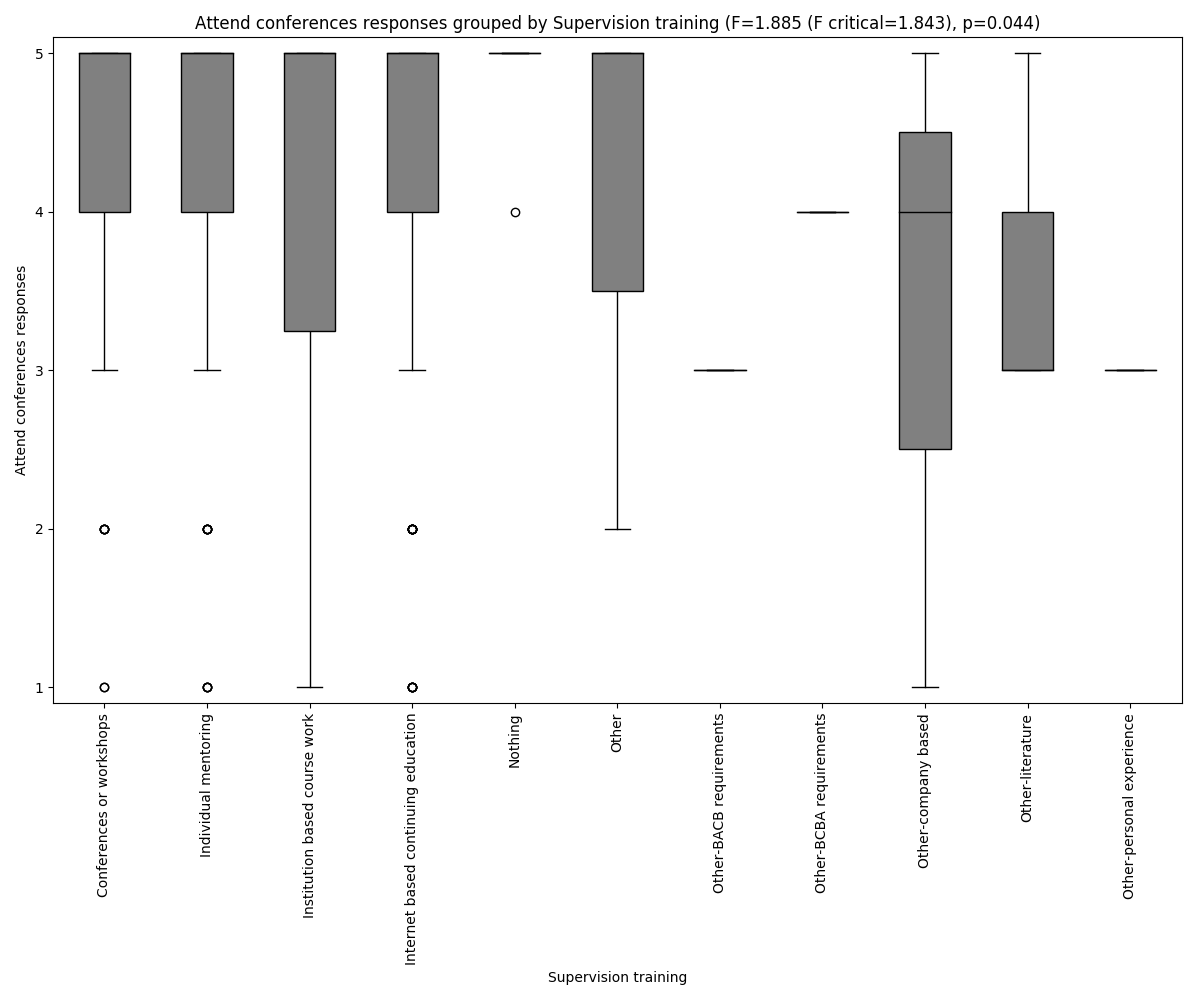 Attend conferences responses grouped by Supervision training (F=1.885 (F critical=1.843), p=0.044)
Attend conferences responses
5
4
3
2
1
Conferences or workshops
Individual mentoring
Institution based course work
Internet based continuing education
Nothing
Other
Other-BACB requirements
Other-BCBA requirements
Other-company based
Other-literature
Other-personal experience
Supervision training